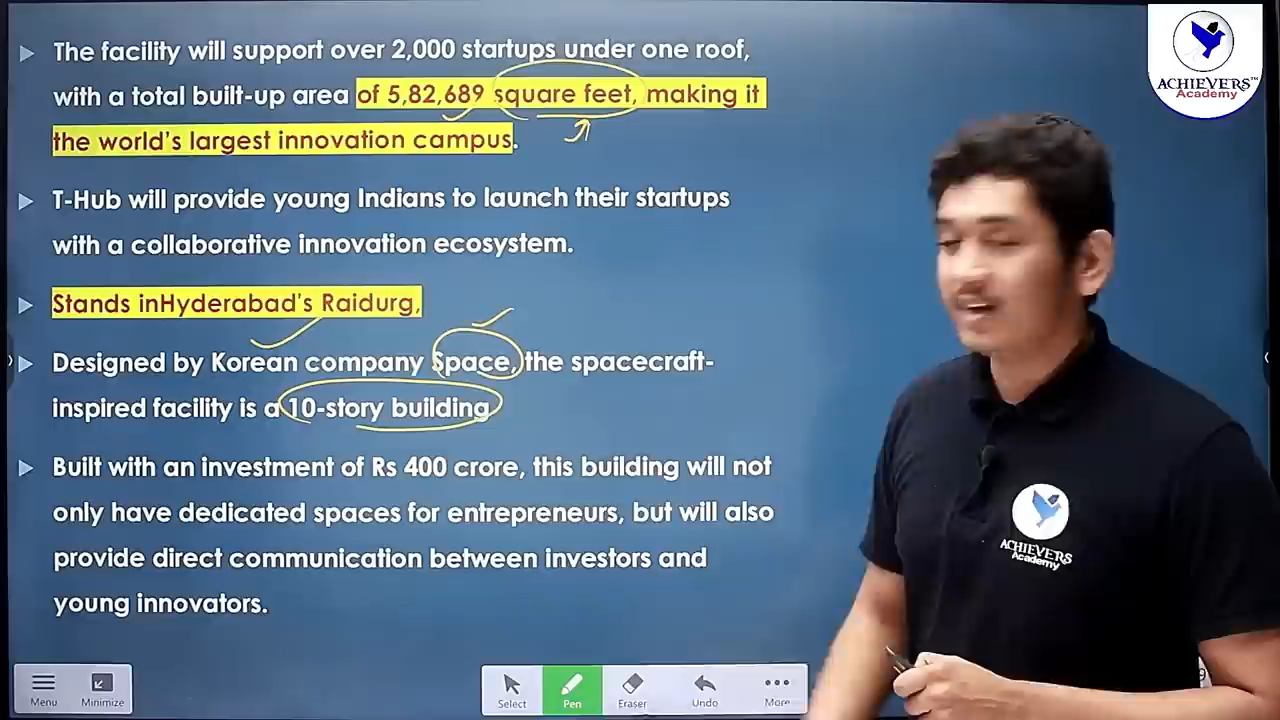 The facility will support over 2,000 startups under one roof,
with a total built-up area of 5,82,689 square feet, making it
the world's largest innovation campus.
T-Hub will provide young Indians to launch their startups
with a collaborative innovation ecosystem.
Stands inHyderabad's Raidurg,
Designed by Korean company Space, the spacecraft-
inspired facility is a 10-story building
Built with an investment of Rs 400 crore, this building will not
only have dedicated spaces for entrepreneurs, but will also
provide direct communication between investors and
young innovators.
Menu
Minimize
Select
Pen
Eraser
Undo
More
ACHIEVERS™
Academy
ACHIEVERS
Academy